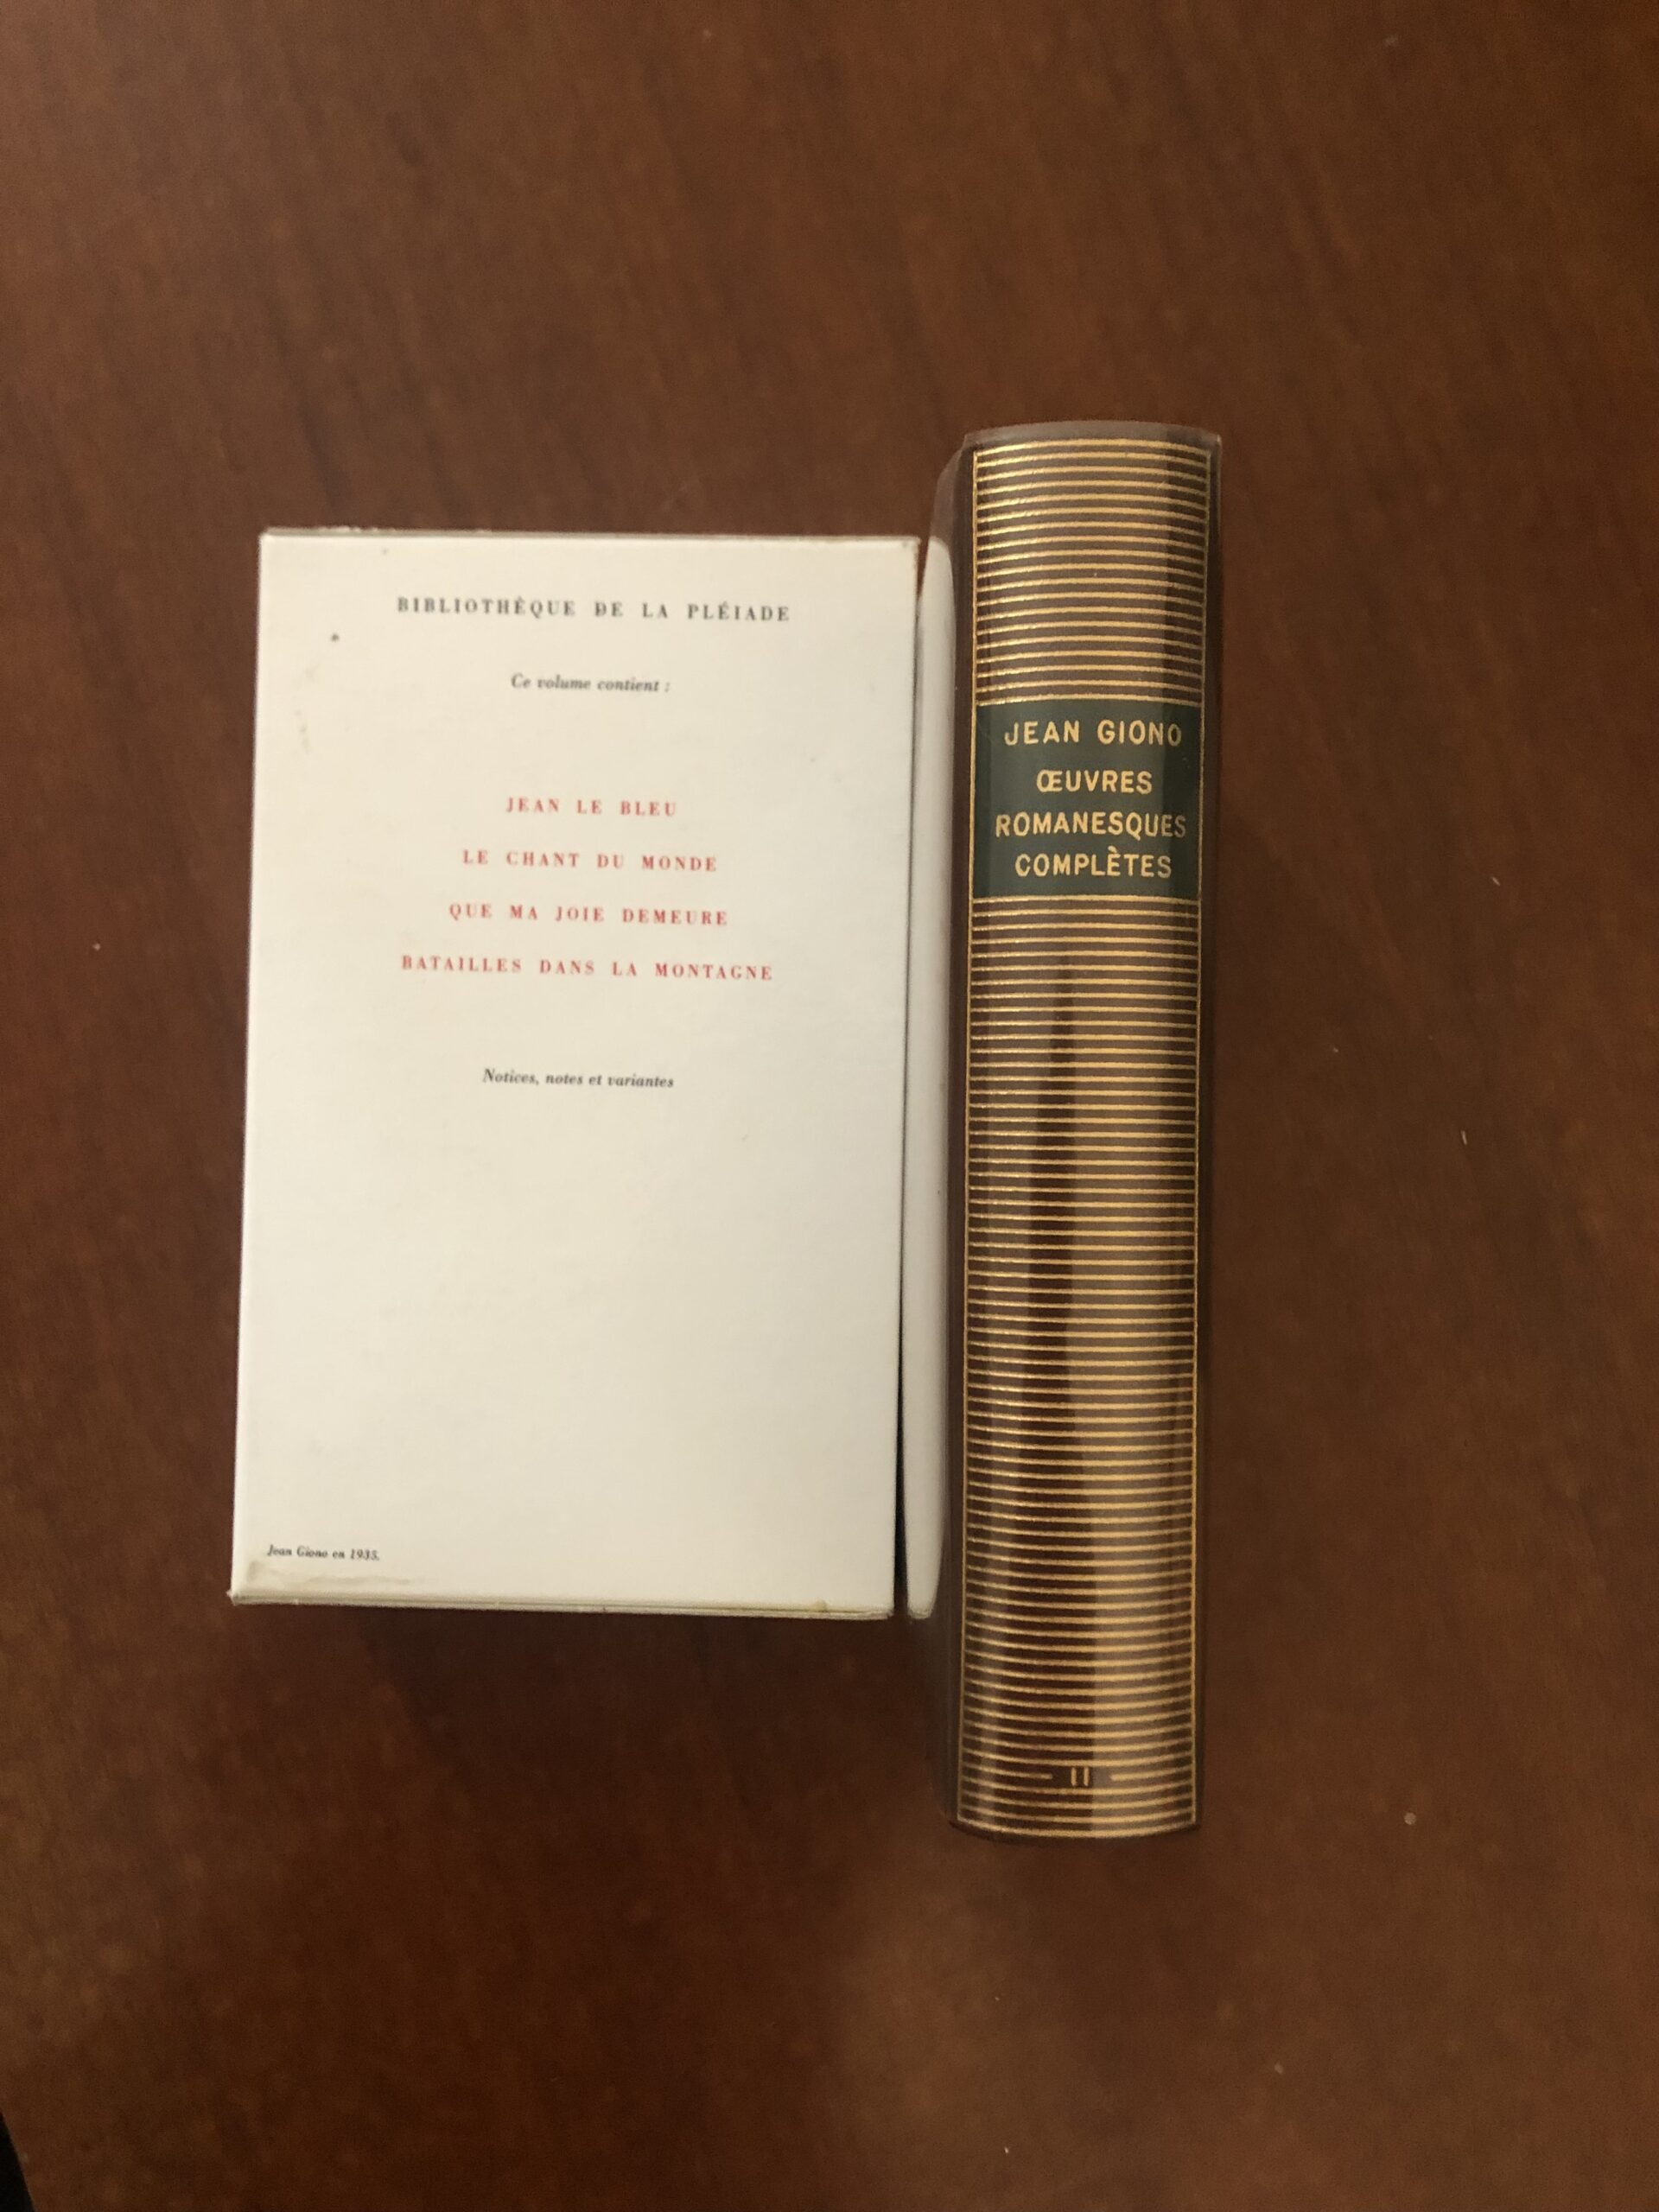 BIBLIOTHÈQUE DE LA PLÉIADE
Ce volume contient :
JEAN LE BLEU
LE CHANT DU MONDE
QUE MA JOIE DEMEURE
BATAILLES DANS LA MONTAGNE
Notices, notes et variantes
Jean Giono en 1935.
JEAN GIONO
ŒUVRES
ROMANESQUES
COMPLÈTES
II